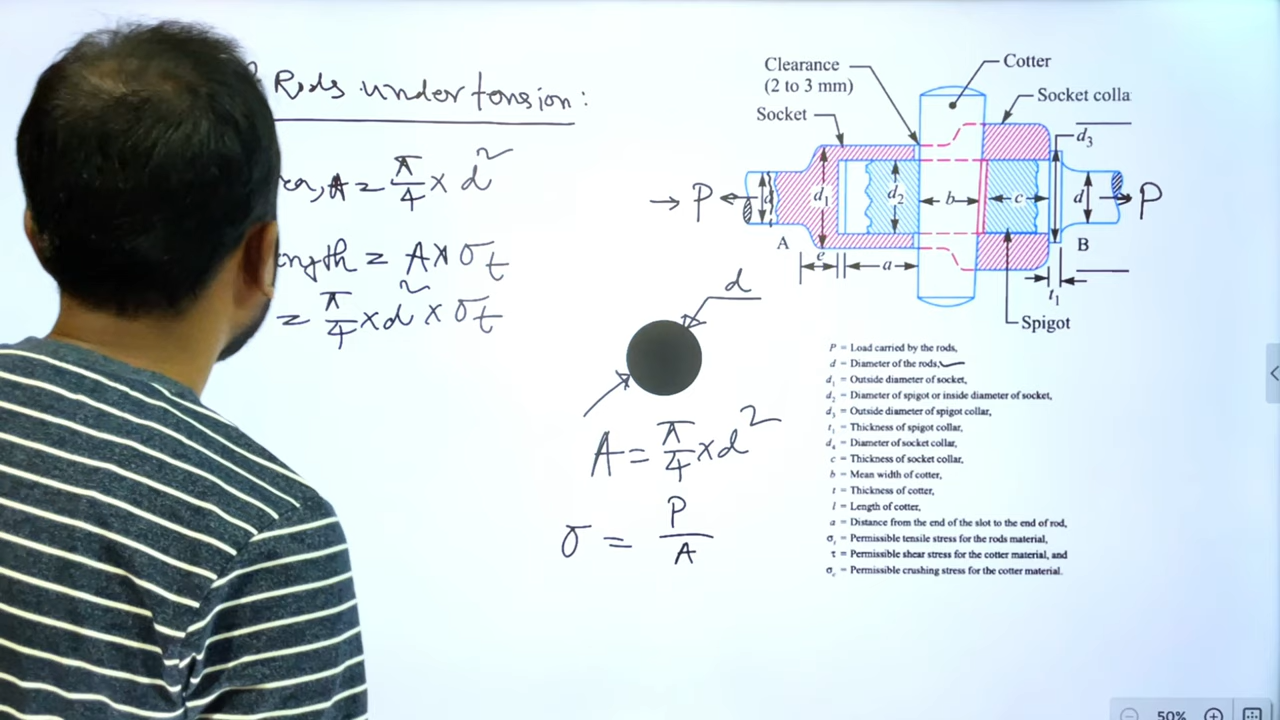 Rods under tension:
A = π/4 × d²
= A × σt
= π/4 × d² × σt
d
A = π/4 × d²
σ = P/A
Clearance
(2 to 3 mm)
Cotter
Socket
Socket colla
d₃
→ P
d
d₁
d₂
b
c
d
P
A
e
a
B
t₁
Spigot
P = Load carried by the rods,
d = Diameter of the rods,
d₁ = Outside diameter of socket,
d₂ = Diameter of spigot or inside diameter of socket,
d₃ = Outside diameter of spigot collar,
t₁ = Thickness of spigot collar,
d₄ = Diameter of socket collar,
c = Thickness of socket collar,
b = Mean width of cotter,
t = Thickness of cotter,
l = Length of cotter,
a = Distance from the end of the slot to the end of rod,
σt = Permissible tensile stress for the rods material,
τ = Permissible shear stress for the cotter material, and
σc = Permissible crushing stress for the cotter material.
50%